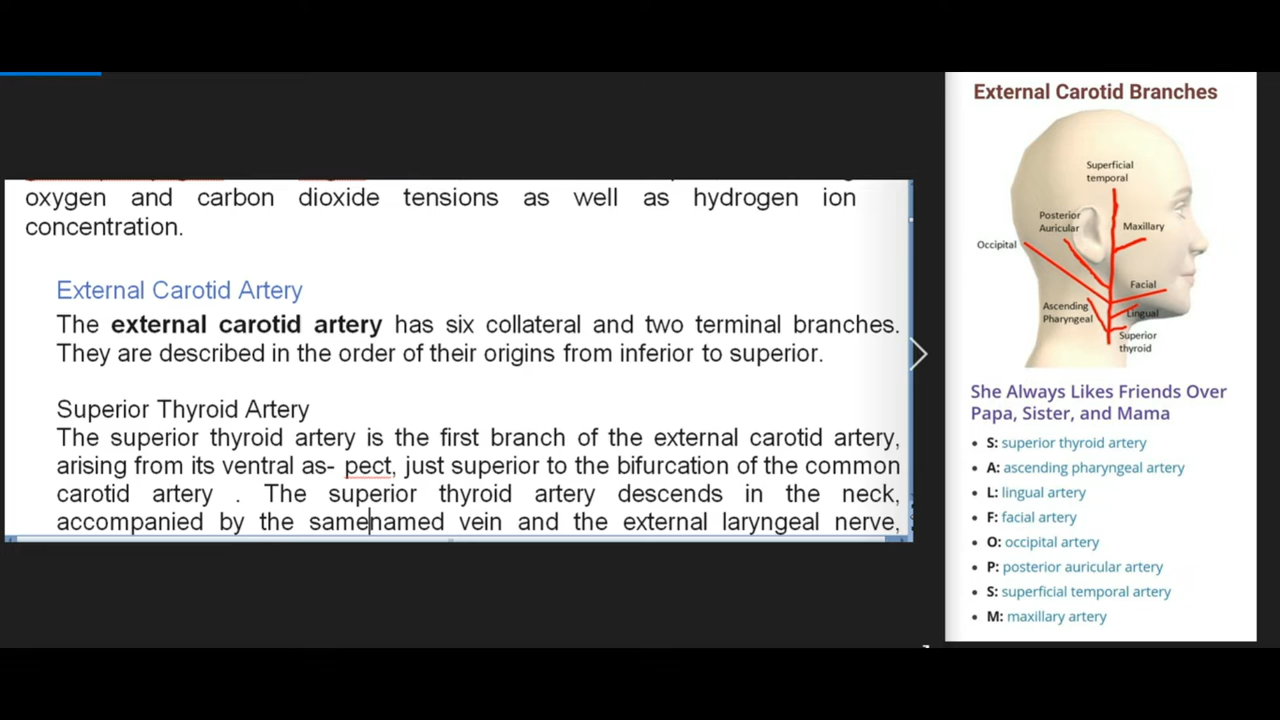 oxygen and carbon dioxide tensions as well as hydrogen ion
concentration.
External Carotid Artery
The external carotid artery has six collateral and two terminal branches.
They are described in the order of their origins from inferior to superior.
Superior Thyroid Artery
The superior thyroid artery is the first branch of the external carotid artery,
arising from its ventral as- pect, just superior to the bifurcation of the common
carotid artery . The superior thyroid artery descends in the neck,
accompanied by the samenamed vein and the external laryngeal nerve,
External Carotid Branches
Superficial
temporal
Posterior
Auricular
Maxillary
Occipital
Facial
Ascending
Pharyngeal
Lingual
Superior
thyroid
She Always Likes Friends Over
Papa, Sister, and Mama
• S: superior thyroid artery
• A: ascending pharyngeal artery
• L: lingual artery
• F: facial artery
• O: occipital artery
• P: posterior auricular artery
• S: superficial temporal artery
• M: maxillary artery